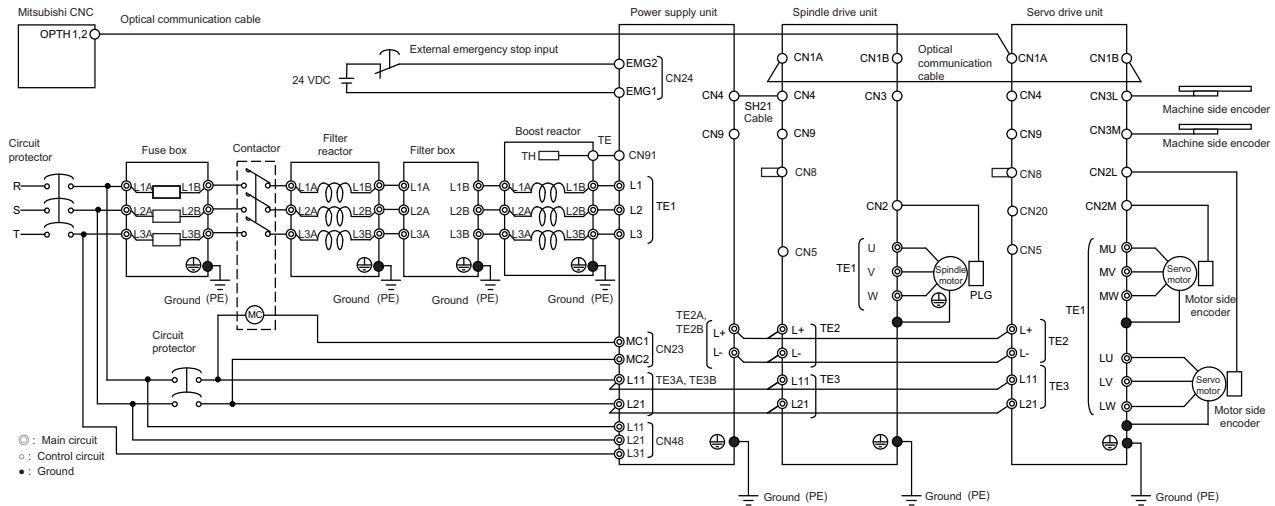 Mitsubishi CNC
Optical communication cable
Power supply unit
Spindle drive unit
Servo drive unit
OPTH 1,2
External emergency stop input
24 VDC
EMG2
EMG1
CN24
CN4
SH21
Cable
CN9
CN1A
CN1B
Optical
communication
cable
CN4
CN3
CN9
CN8
CN2
CN5
CN1A
CN1B
CN4
CN3L
Machine side encoder
CN9
CN3M
Machine side encoder
CN8
CN2L
CN20
CN2M
CN5
Circuit
protector
Fuse box
Contactor
Filter
reactor
Filter box
Boost reactor
TE
TH
CN91
R
S
T
L1A
L1B
L2A
L2B
L3A
L3B
L1A
L1B
L2A
L2B
L3A
L3B
L1A
L1B
L2A
L2B
L3A
L3B
L1A
L1B
L2A
L2B
L3A
L3B
L1
L2
L3
TE1
Ground (PE)
Ground (PE)
Ground (PE)
Ground (PE)
TE1
U
V
W
Spindle
motor
PLG
TE1
MU
MV
MW
Servo
motor
Motor side
encoder
LU
LV
LW
Servo
motor
Motor side
encoder
MC
Circuit
protector
TE2A,
TE2B
L+
L-
L+
L-
TE2
L+
L-
TE2
MC1
MC2
CN23
L11
L21
TE3A, TE3B
L11
L21
TE3
L11
L21
TE3
L11
L21
L31
CN48
◎ : Main circuit
○ : Control circuit
● : Ground
Ground (PE)
Ground (PE)
Ground (PE)